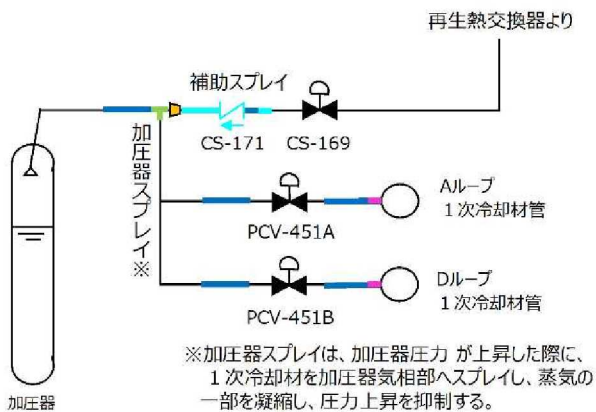 再生熱交換器より
補助スプレイ
CS-171
CS-169
加圧器スプレイ※
Aループ
1次冷却材管
PCV-451A
Dループ
1次冷却材管
PCV-451B
※加圧器スプレイは、加圧器圧力 が上昇した際に、
1次冷却材を加圧器気相部へスプレイし、蒸気の
一部を凝縮し、圧力上昇を抑制する。
加圧器